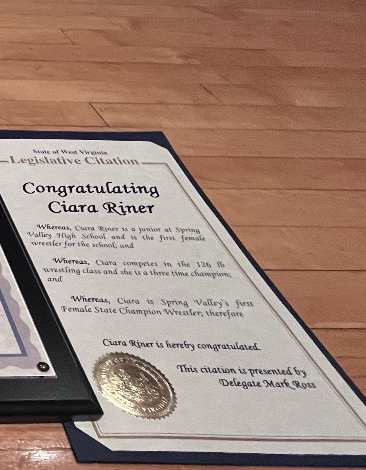 State of West Virginia
Legislative Citation
Congratulating
Ciara Riner
Whereas, Ciara Riner is a junior at Spring
Valley High School and is the first female
wrestler for the school; and
Whereas, Ciara competes in the 126 lb
wrestling class and she is a three time champion;
and
Whereas, Ciara is Spring Valley's first
Female State Champion Wrestler; therefore
Ciara Riner is hereby congratulated.
This citation is presented by
Delegate Mark Ross